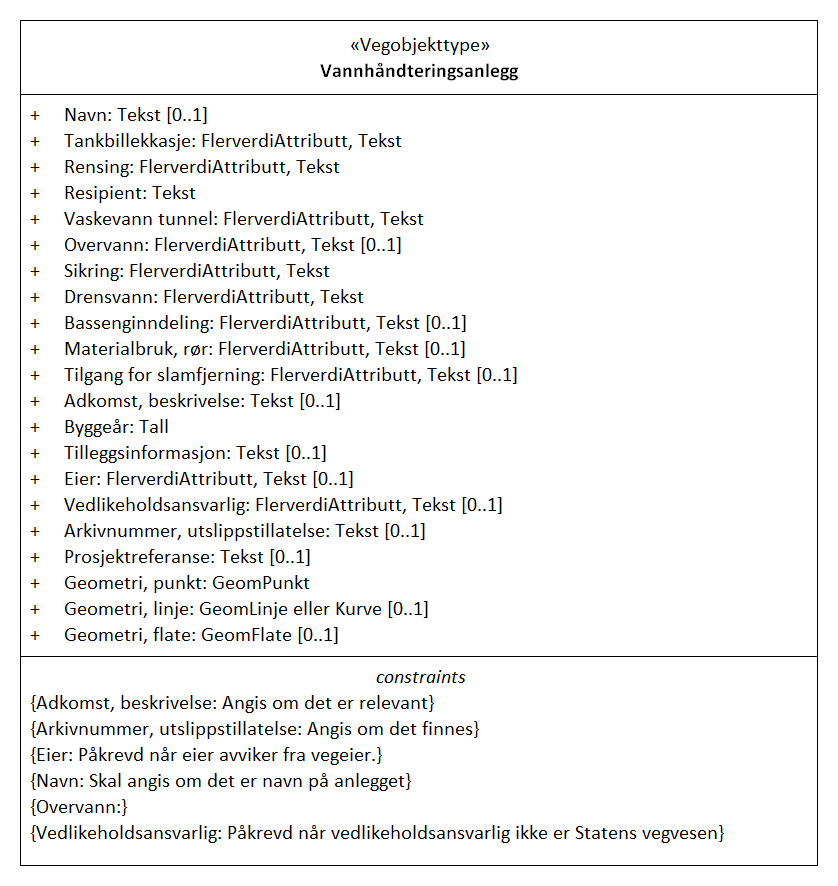 «Vegobjekttype»
Vannhåndteringsanlegg
+ Navn: Tekst [0..1]
+ Tankbillekkasje: FlerverdiAttributt, Tekst
+ Rensing: FlerverdiAttributt, Tekst
+ Resipient: Tekst
+ Vaskevann tunnel: FlerverdiAttributt, Tekst
+ Overvann: FlerverdiAttributt, Tekst [0..1]
+ Sikring: FlerverdiAttributt, Tekst
+ Drensvann: FlerverdiAttributt, Tekst
+ Bassenginndeling: FlerverdiAttributt, Tekst [0..1]
+ Materialbruk, rør: FlerverdiAttributt, Tekst [0..1]
+ Tilgang for slamfjerning: FlerverdiAttributt, Tekst [0..1]
+ Adkomst, beskrivelse: Tekst [0..1]
+ Byggeår: Tall
+ Tilleggsinformasjon: Tekst [0..1]
+ Eier: FlerverdiAttributt, Tekst [0..1]
+ Vedlikeholdsansvarlig: FlerverdiAttributt, Tekst [0..1]
+ Arkivnummer, utslippstillatelse: Tekst [0..1]
+ Prosjektreferanse: Tekst [0..1]
+ Geometri, punkt: GeomPunkt
+ Geometri, linje: GeomLinje eller Kurve [0..1]
+ Geometri, flate: GeomFlate [0..1]
constraints
{Adkomst, beskrivelse: Angis om det er relevant}
{Arkivnummer, utslippstillatelse: Angis om det finnes}
{Eier: Påkrevd når eier avviker fra vegeier.}
{Navn: Skal angis om det er navn på anlegget}
{Overvann:}
{Vedlikeholdsansvarlig: Påkrevd når vedlikeholdsansvarlig ikke er Statens vegvesen}